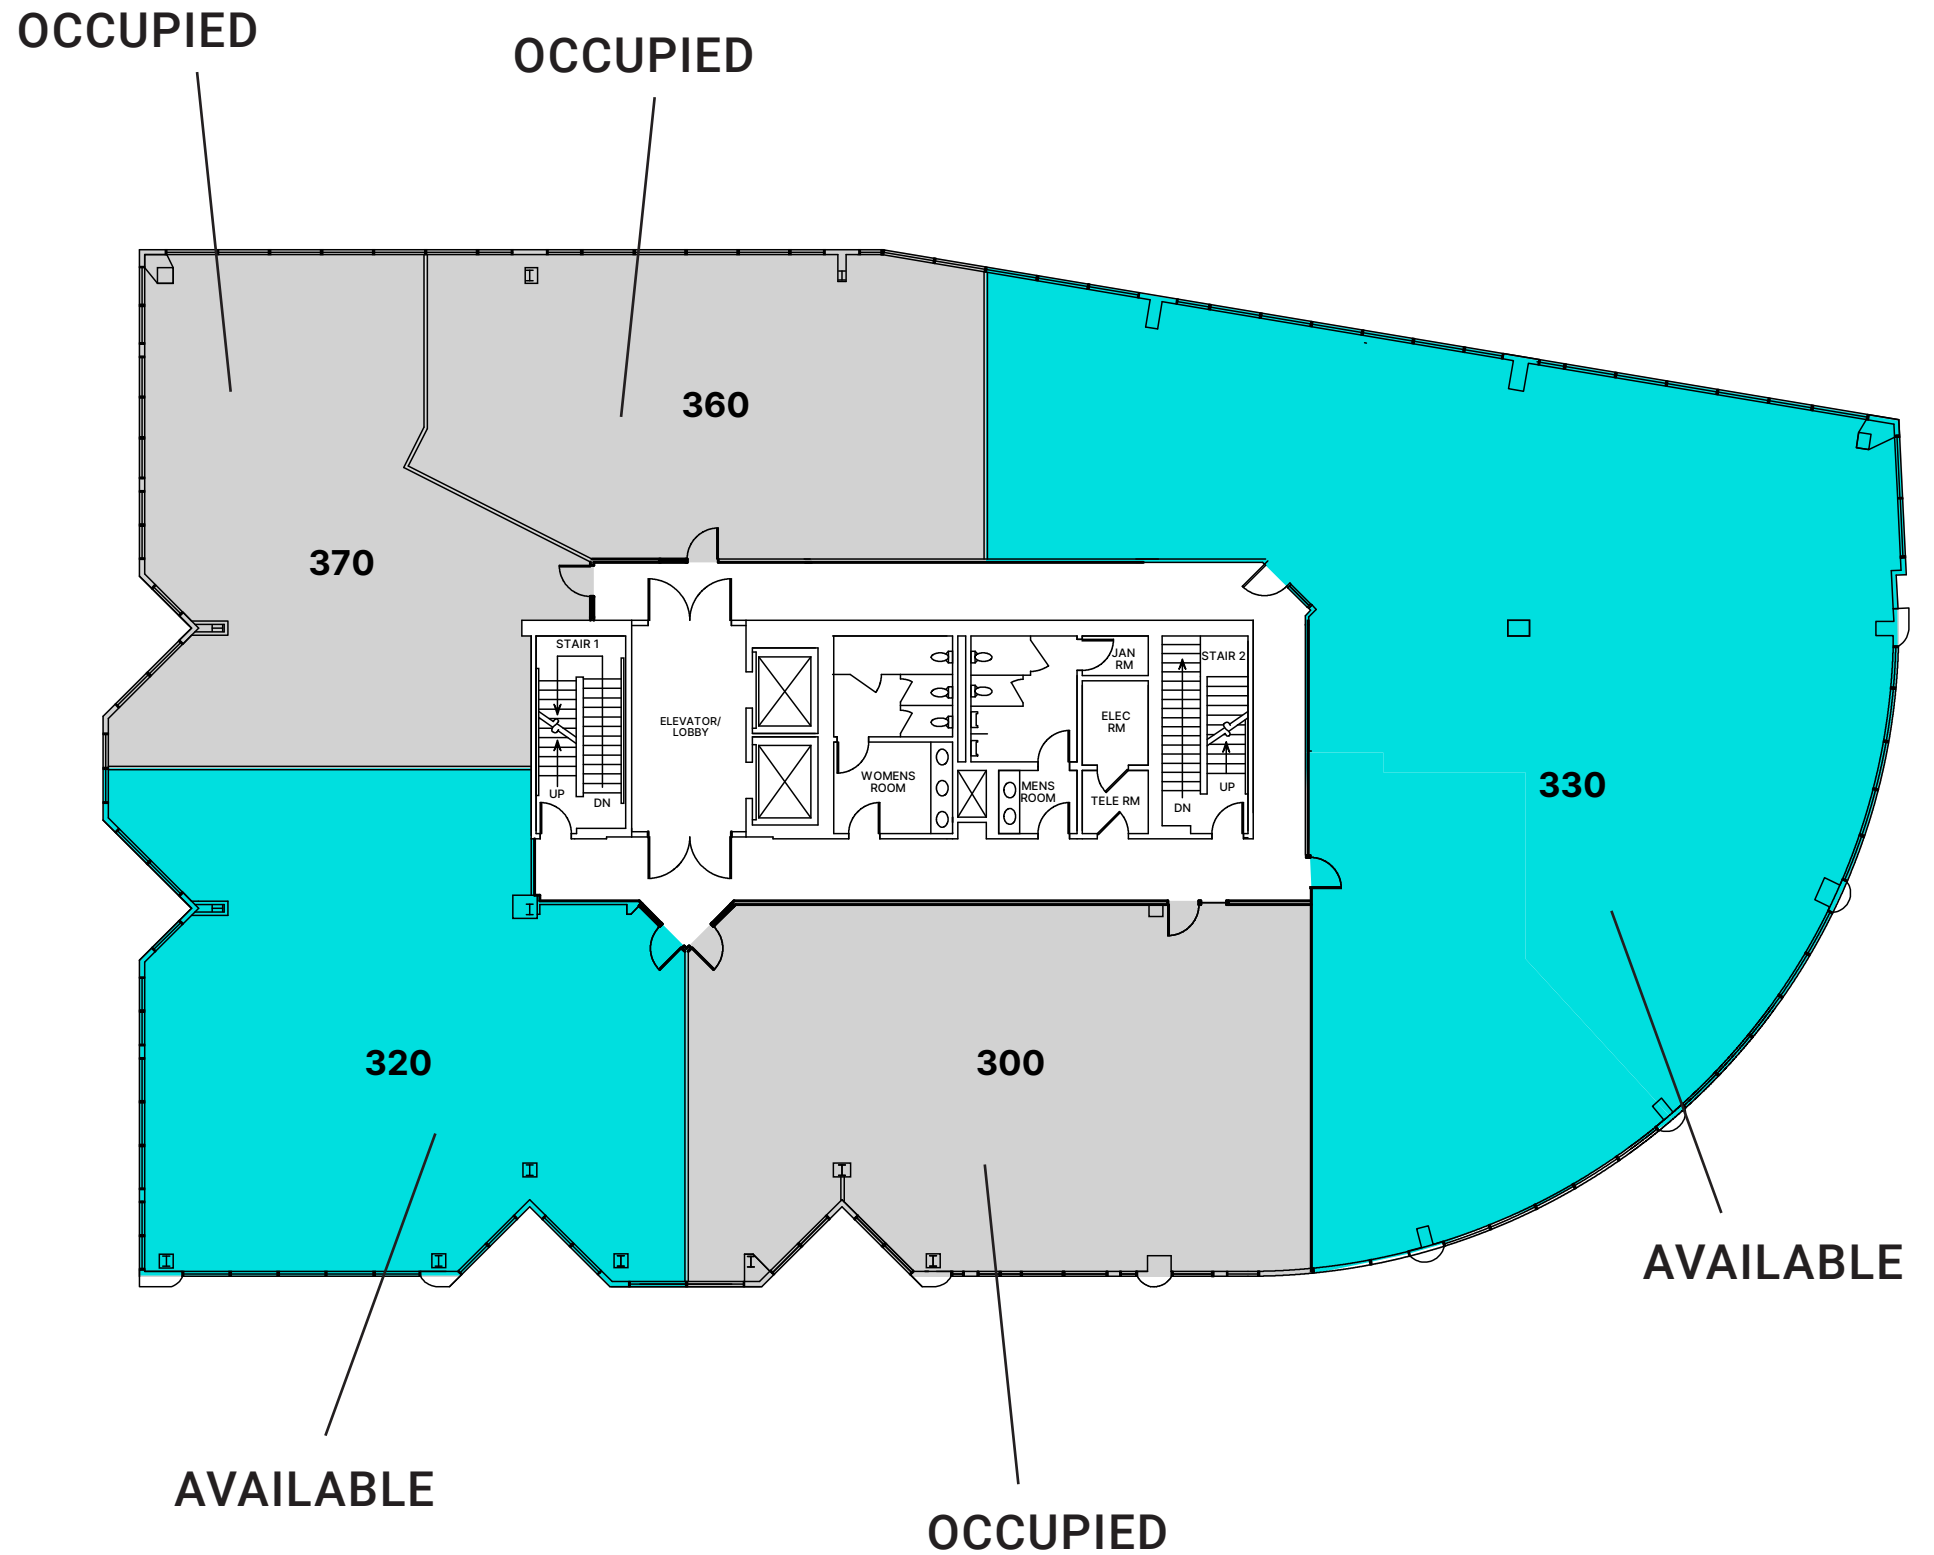 OCCUPIED
OCCUPIED
360
370
STAIR 1
JAN
RM
STAIR 2
ELEVATOR/
LOBBY
ELEC
RM
WOMENS
ROOM
MENS
ROOM
330
UP
DN
TELE RM
DN
UP
320
300
AVAILABLE
AVAILABLE
OCCUPIED